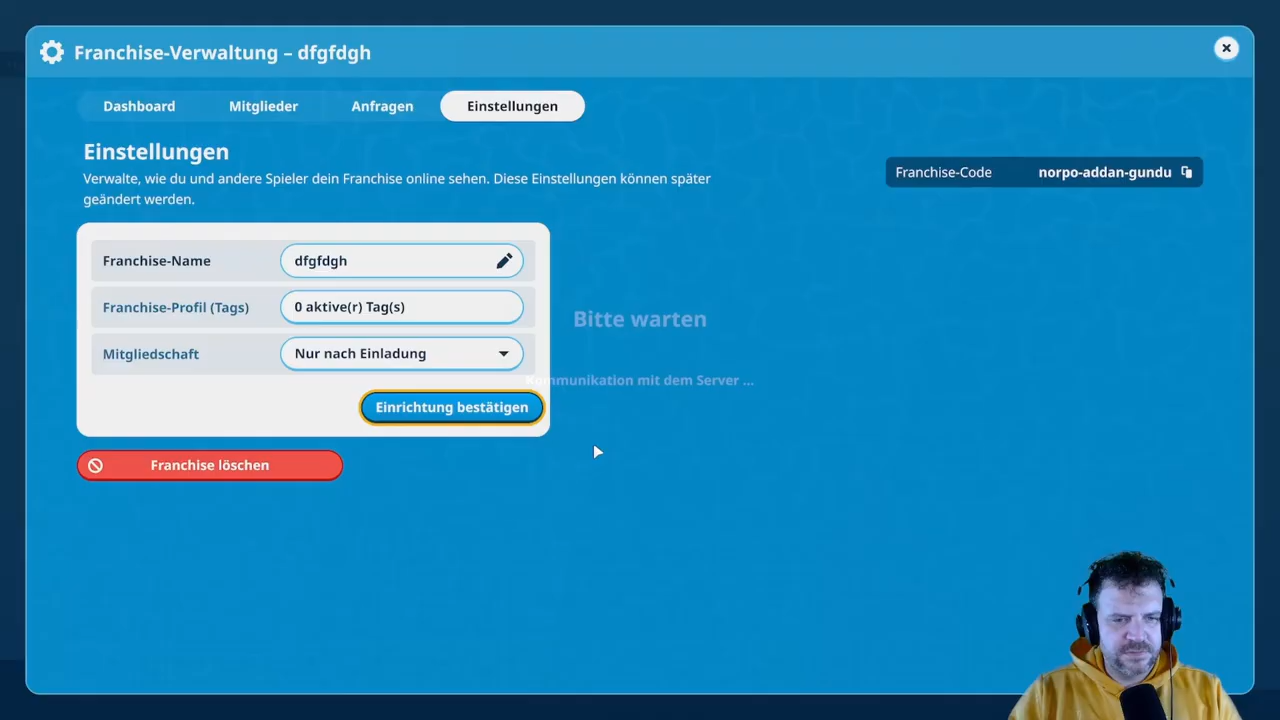 Franchise-Verwaltung – dfgfdgh
Dashboard
Mitglieder
Anfragen
Einstellungen
Einstellungen
Verwalte, wie du und andere Spieler dein Franchise online sehen. Diese Einstellungen können später
geändert werden.
Franchise-Code norpo-addan-gundu
Franchise-Name dfgfdgh
Franchise-Profil (Tags) 0 aktive(r) Tag(s)
Mitgliedschaft Nur nach Einladung
Bitte warten
Kommunikation mit dem Server ...
Einrichtung bestätigen
Franchise löschen